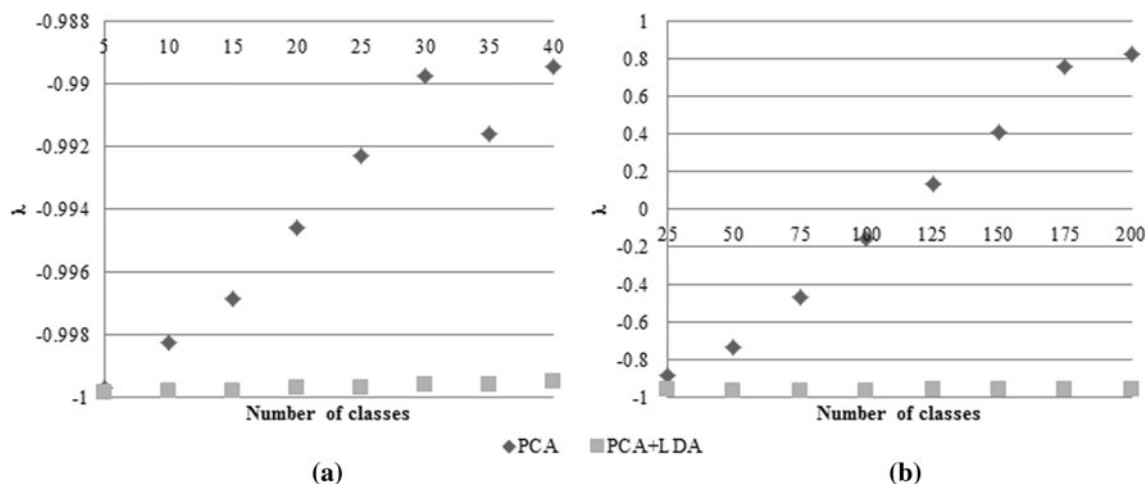 -0.988
5 10 15 20 25 30 35 40
-0.99
-0.992
-0.994
-0.996
-0.998
-1
λ
Number of classes
1
0.8
0.6
0.4
0.2
0
25 50 75 100 125 150 175 200
-0.2
-0.4
-0.6
-0.8
-1
λ
Number of classes
PCA PCA+LDA
(a) (b)